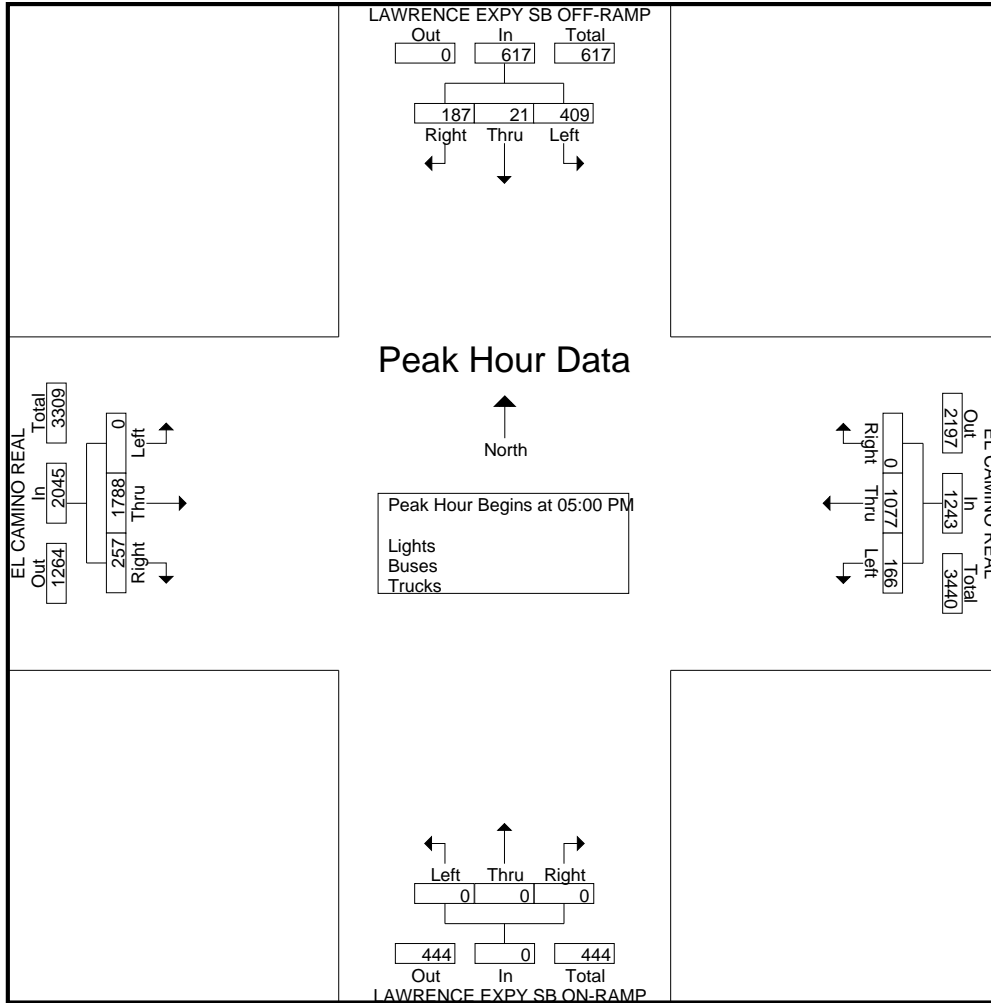 LAWRENCE EXPY SB OFF-RAMP
Out In Total
0 617 617
187 21 409
Right Thru Left
Peak Hour Data
North
Peak Hour Begins at 05:00 PM
Lights
Buses
Trucks
EL CAMINO REAL
Total In Out
3309 2045 1264
0 1788 257
Left Thru Right
EL CAMINO REAL
Out In Total
2197 1243 3440
0 1077 166
Right Thru Left
Left Thru Right
0 0 0
444 0 444
Out In Total
LAWRENCE EXPY SB ON-RAMP